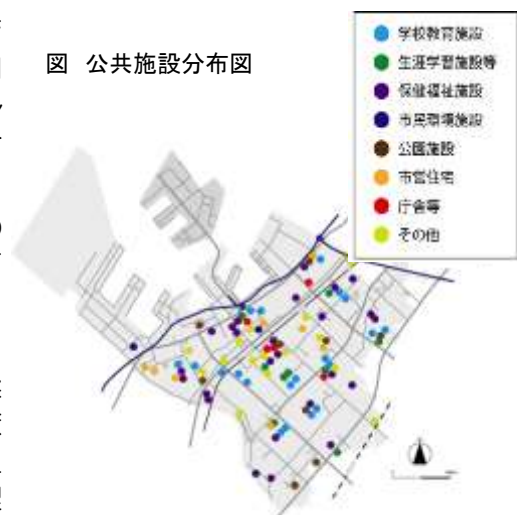 図 公共施設分布図
学校教育施設
生涯学習施設等
保健福祉施設
市民環境施設
公園施設
市営住宅
庁舎等
その他